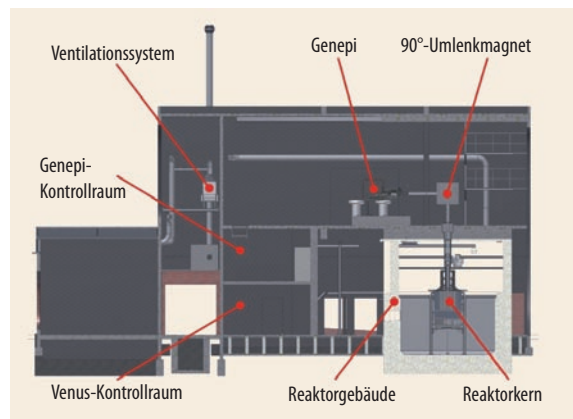 Ventilationssystem
Genepi
90°-Umlenkmagnet
Genepi-
Kontrollraum
Venus-Kontrollraum
Reaktorgebäude
Reaktorkern